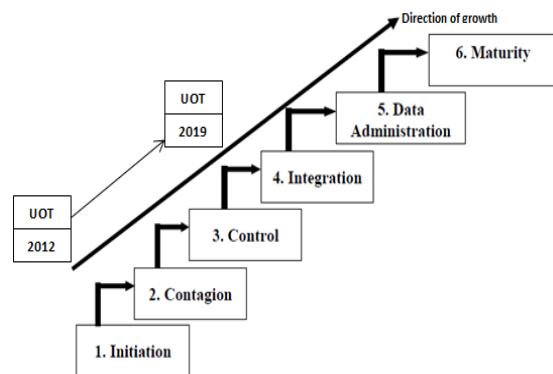 Direction of growth
6. Maturity
UOT
2019
5. Data
Administration
4. Integration
UOT
2012
3. Control
2. Contagion
1. Initiation